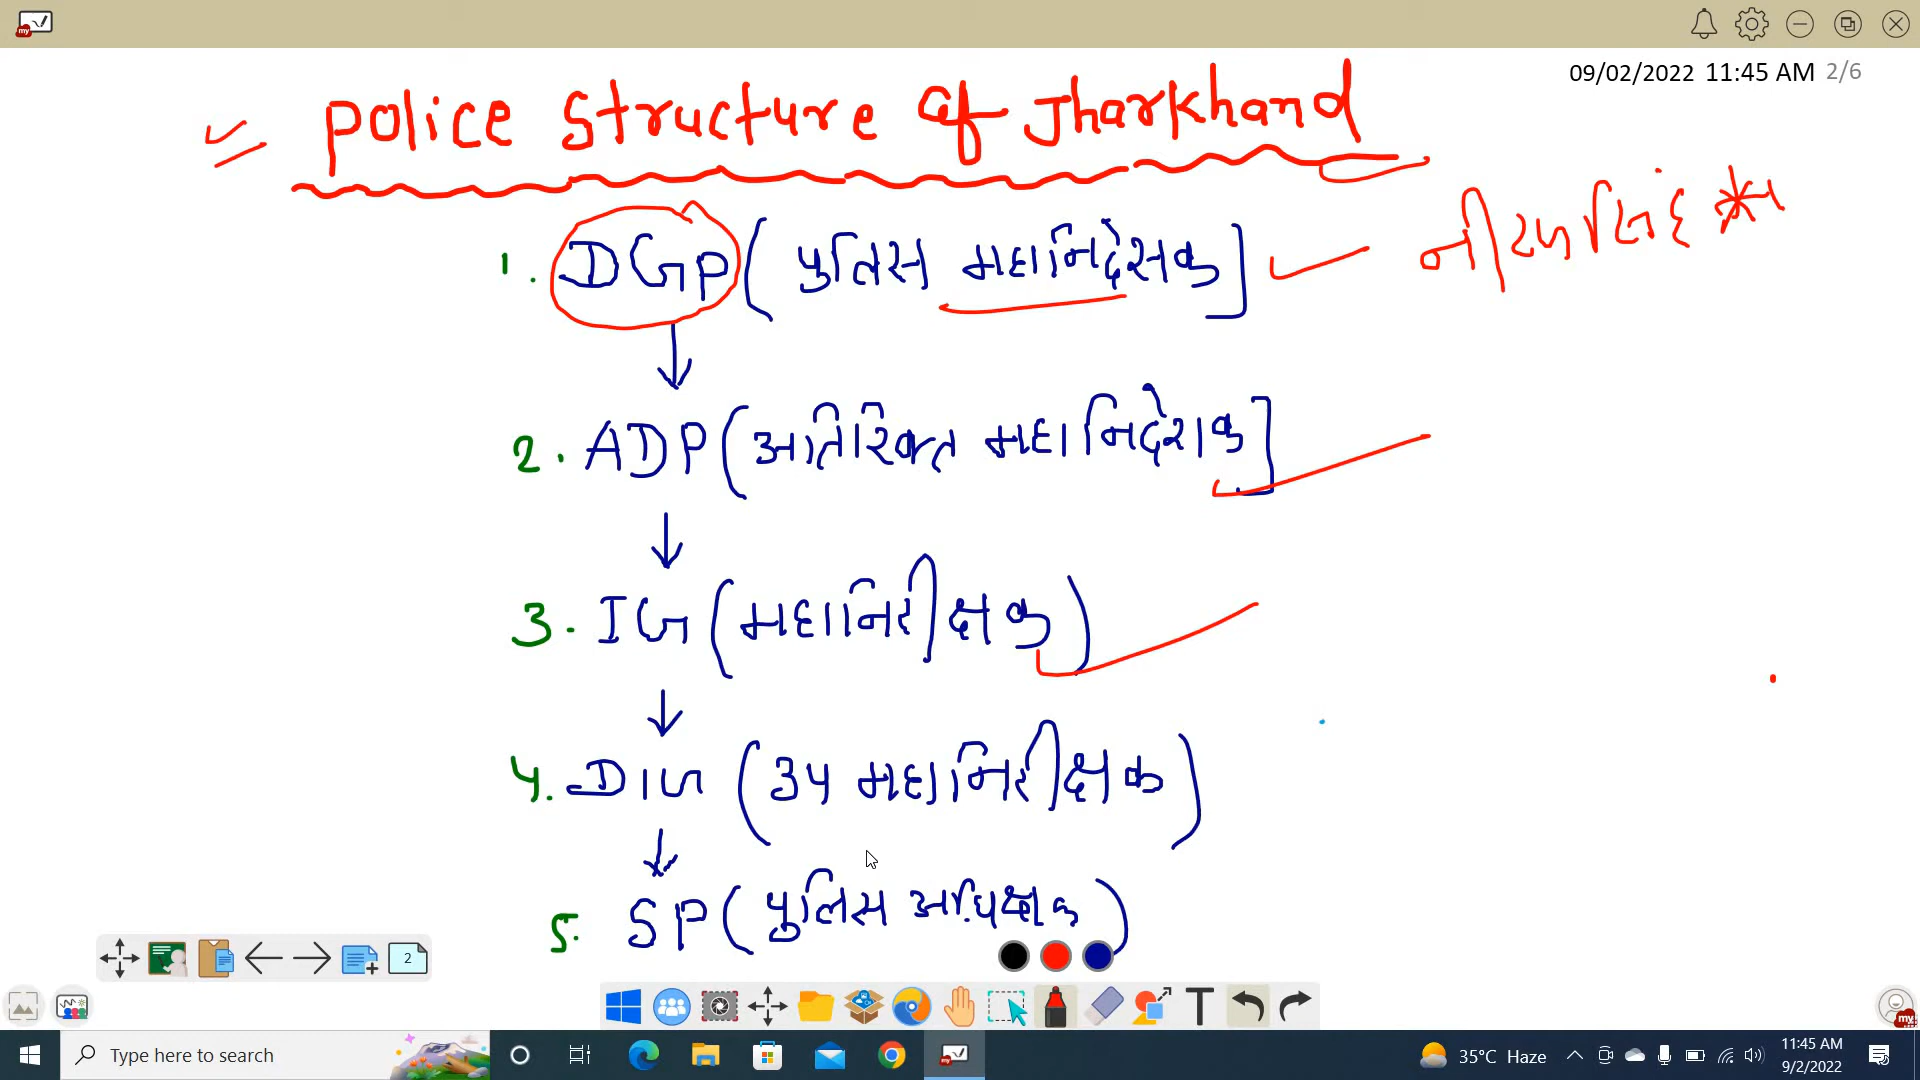 09/02/2022 11:45 AM 2/6
Police Structure of Jharkhand
1. DGP (पुलिस महानिदेशक]
नीरज सिंह
2. ADP (अतिरिक्त महानिदेशक]
3. IG (महानिरीक्षक)
4. DIG (उप महानिरीक्षक)
5. SP (पुलिस अधीक्षक)
2
T
Type here to search
35°C Haze
11:45 AM
9/2/2022